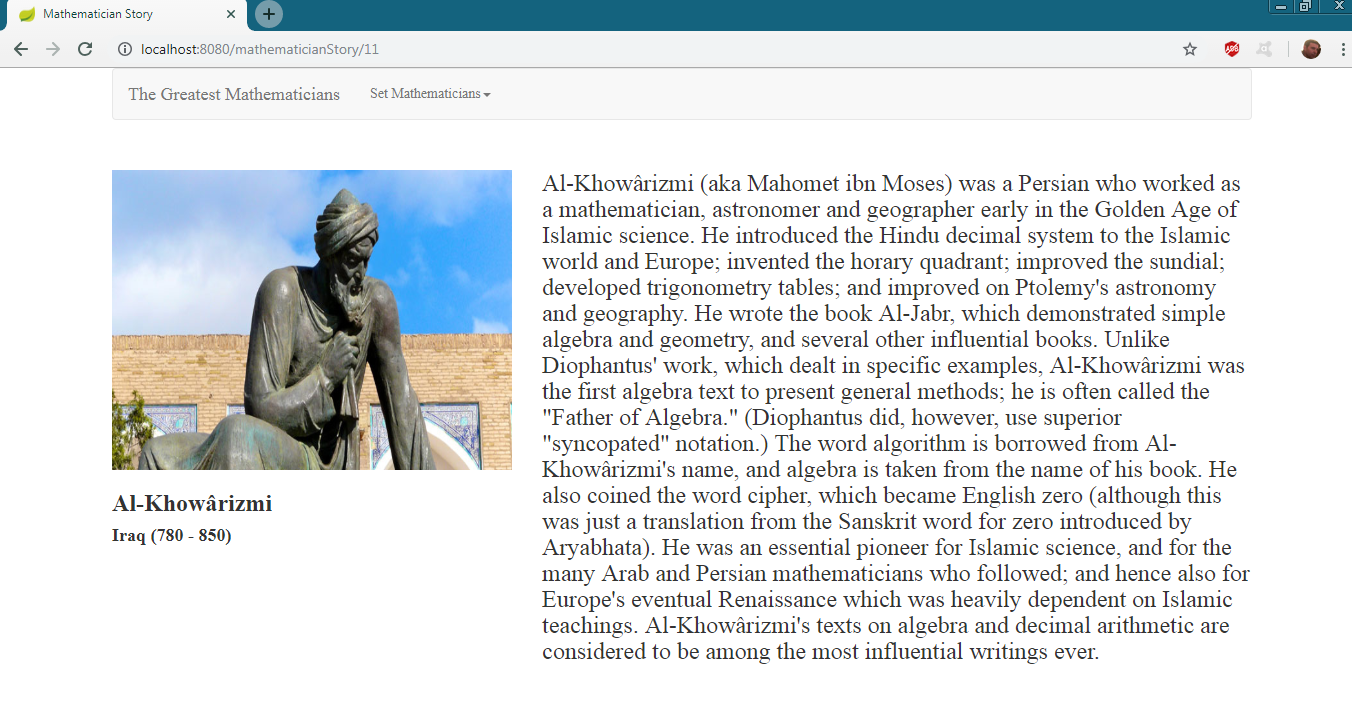 Mathematician Story
localhost:8080/mathematicianStory/11
ABP
The Greatest Mathematicians
Set Mathematicians
Al-Khowârizmi (aka Mahomet ibn Moses) was a Persian who worked as
a mathematician, astronomer and geographer early in the Golden Age of
Islamic science. He introduced the Hindu decimal system to the Islamic
world and Europe; invented the horary quadrant; improved the sundial;
developed trigonometry tables; and improved on Ptolemy's astronomy
and geography. He wrote the book Al-Jabr, which demonstrated simple
algebra and geometry, and several other influential books. Unlike
Diophantus' work, which dealt in specific examples, Al-Khowârizmi was
the first algebra text to present general methods; he is often called the
"Father of Algebra." (Diophantus did, however, use superior
"syncopated" notation.) The word algorithm is borrowed from Al-
Khowârizmi's name, and algebra is taken from the name of his book. He
also coined the word cipher, which became English zero (although this
was just a translation from the Sanskrit word for zero introduced by
Aryabhata). He was an essential pioneer for Islamic science, and for the
many Arab and Persian mathematicians who followed; and hence also for
Europe's eventual Renaissance which was heavily dependent on Islamic
teachings. Al-Khowârizmi's texts on algebra and decimal arithmetic are
considered to be among the most influential writings ever.
Al-Khowârizmi
Iraq (780 - 850)